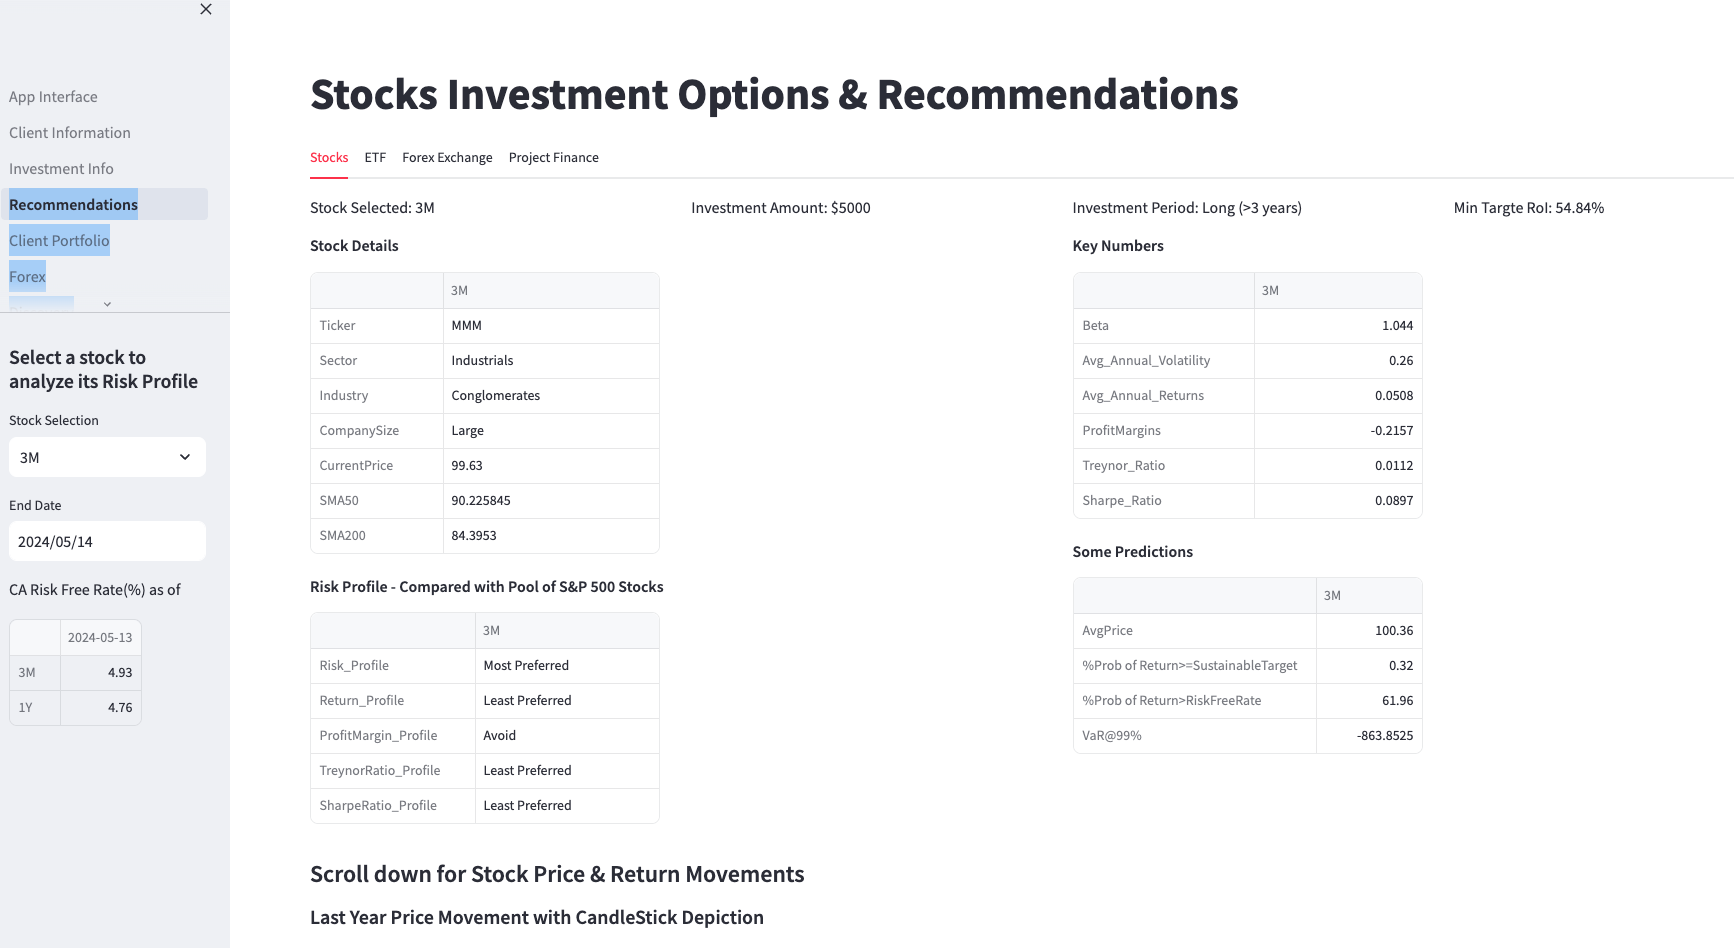 App Interface
Client Information
Investment Info
Recommendations
Client Portfolio
Forex
Select a stock to
analyze its Risk Profile
Stock Selection
3M
End Date
2024/05/14
CA Risk Free Rate(%) as of
2024-05-13
3M 4.93
1Y 4.76
Stocks Investment Options & Recommendations
Stocks ETF Forex Exchange Project Finance
Stock Selected: 3M Investment Amount: $5000 Investment Period: Long (>3 years) Min Targte RoI: 54.84%
Stock Details
3M
Ticker MMM
Sector Industrials
Industry Conglomerates
CompanySize Large
CurrentPrice 99.63
SMA50 90.225845
SMA200 84.3953
Risk Profile - Compared with Pool of S&P 500 Stocks
3M
Risk_Profile Most Preferred
Return_Profile Least Preferred
ProfitMargin_Profile Avoid
TreynorRatio_Profile Least Preferred
SharpeRatio_Profile Least Preferred
Key Numbers
3M
Beta 1.044
Avg_Annual_Volatility 0.26
Avg_Annual_Returns 0.0508
ProfitMargins -0.2157
Treynor_Ratio 0.0112
Sharpe_Ratio 0.0897
Some Predictions
3M
AvgPrice 100.36
%Prob of Return>=SustainableTarget 0.32
%Prob of Return>RiskFreeRate 61.96
VaR@99% -863.8525
Scroll down for Stock Price & Return Movements
Last Year Price Movement with CandleStick Depiction